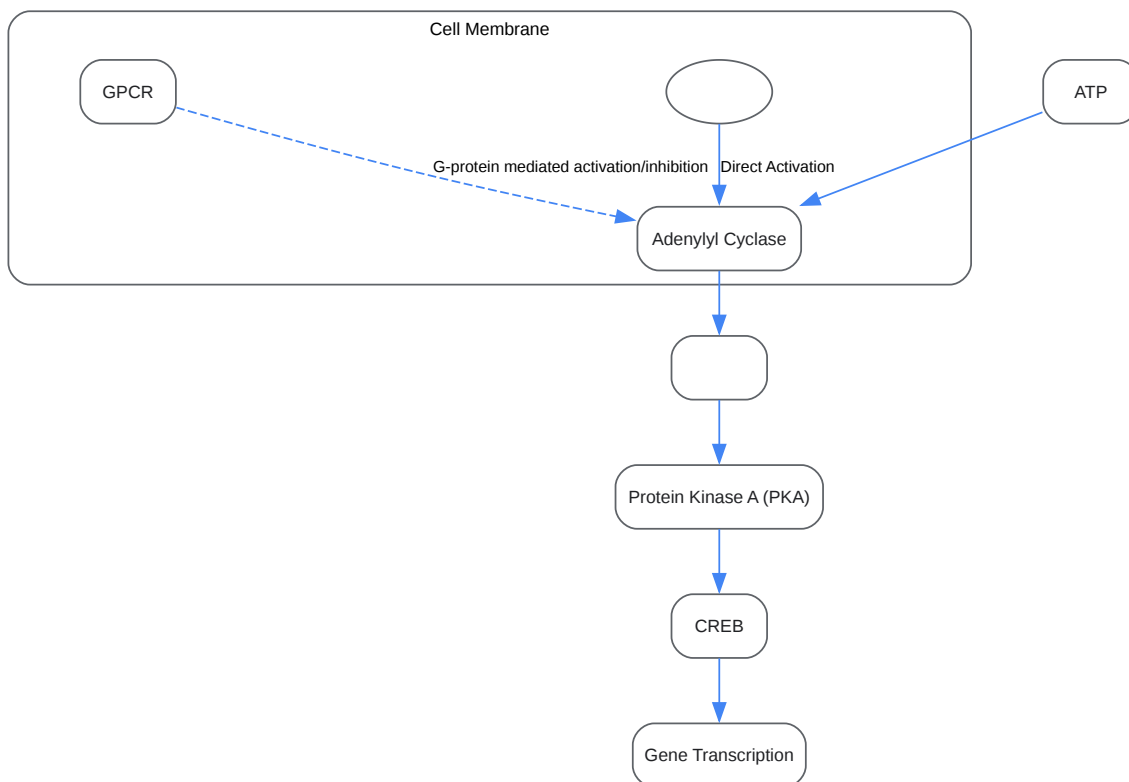 Cell Membrane
GPCR
ATP
G-protein mediated activation/inhibition
Direct Activation
Adenylyl Cyclase
Protein Kinase A (PKA)
CREB
Gene Transcription